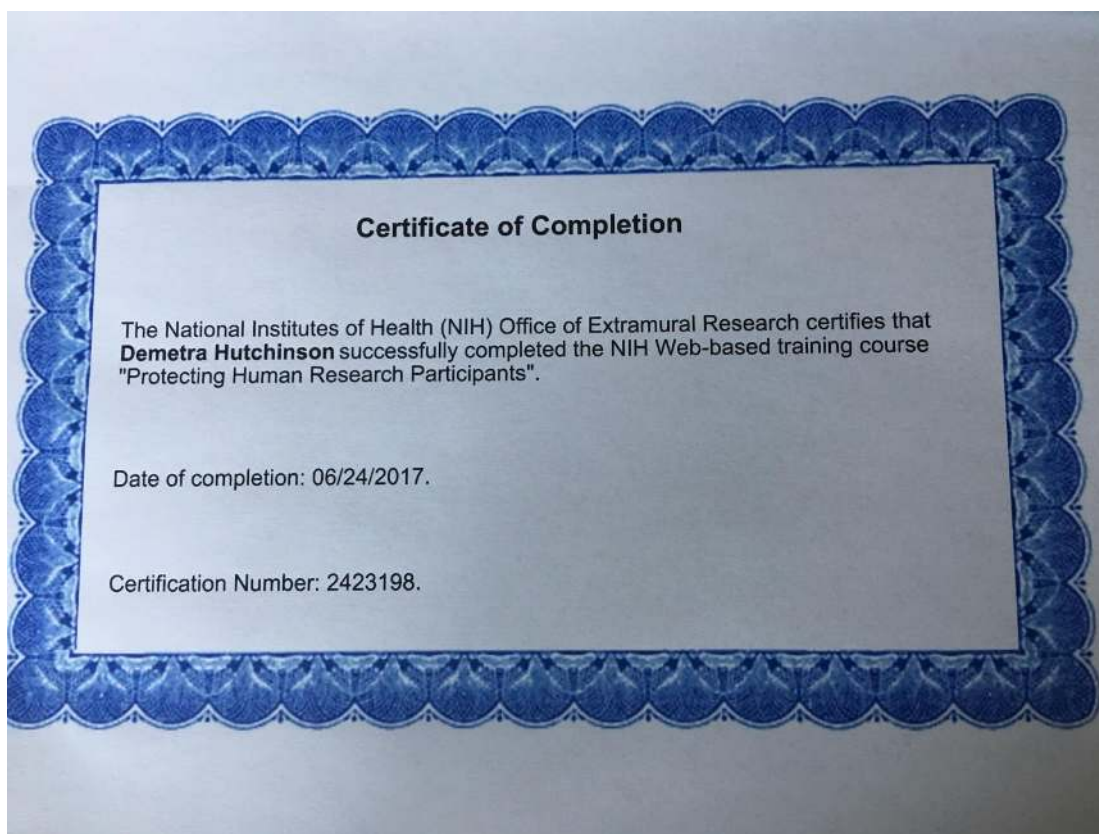 Certificate of Completion
The National Institutes of Health (NIH) Office of Extramural Research certifies that
Demetra Hutchinson successfully completed the NIH Web-based training course
"Protecting Human Research Participants".
Date of completion: 06/24/2017.
Certification Number: 2423198.